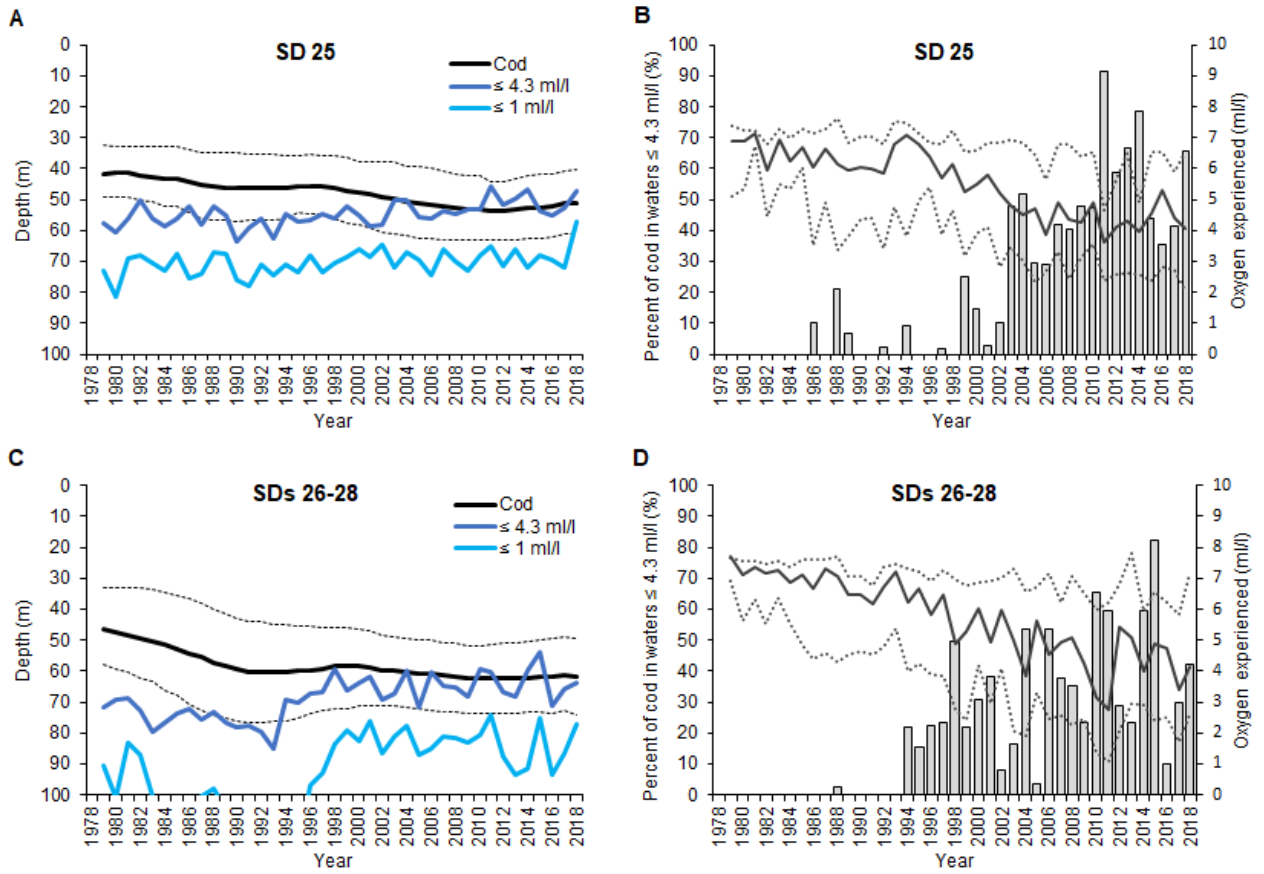 A
SD 25
Depth (m)
0
10
20
30
40
50
60
70
80
90
100
Cod
≤ 4.3 ml/l
≤ 1 ml/l
1978 1980 1982 1984 1986 1988 1990 1992 1994 1996 1998 2000 2002 2004 2006 2008 2010 2012 2014 2016 2018
Year
B
SD 25
Percent of cod in waters ≤ 4.3 ml/l (%)
100
90
80
70
60
50
40
30
20
10
0
10
9
8
7
6
5
4
3
2
1
0
Oxygen experienced (ml/l)
1978 1980 1982 1984 1986 1988 1990 1992 1994 1996 1998 2000 2002 2004 2006 2008 2010 2012 2014 2016 2018
Year
C
SDs 26-28
Depth (m)
0
10
20
30
40
50
60
70
80
90
100
Cod
≤ 4.3 ml/l
≤ 1 ml/l
1978 1980 1982 1984 1986 1988 1990 1992 1994 1996 1998 2000 2002 2004 2006 2008 2010 2012 2014 2016 2018
Year
D
SDs 26-28
Percent of cod in waters ≤ 4.3 ml/l (%)
100
90
80
70
60
50
40
30
20
10
0
10
9
8
7
6
5
4
3
2
1
0
Oxygen experienced (ml/l)
1978 1980 1982 1984 1986 1988 1990 1992 1994 1996 1998 2000 2002 2004 2006 2008 2010 2012 2014 2016 2018
Year